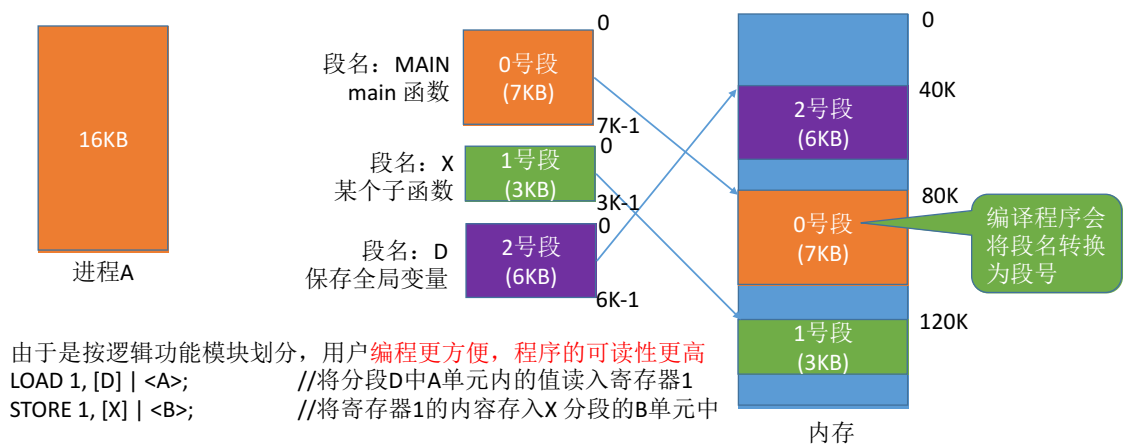 16KB
进程A
段名：MAIN
main 函数
0
0号段
(7KB)
7K-1
段名：X
某个子函数
0
1号段
(3KB)
3K-1
段名：D
保存全局变量
0
2号段
(6KB)
6K-1
0
40K
2号段
(6KB)
80K
0号段
(7KB)
120K
1号段
(3KB)
内存
编译程序会
将段名转换
为段号
由于是按逻辑功能模块划分，用户编程更方便，程序的可读性更高
LOAD 1, [D] | <A>; //将分段D中A单元内的值读入寄存器1
STORE 1, [X] | <B>; //将寄存器1的内容存入X 分段的B单元中